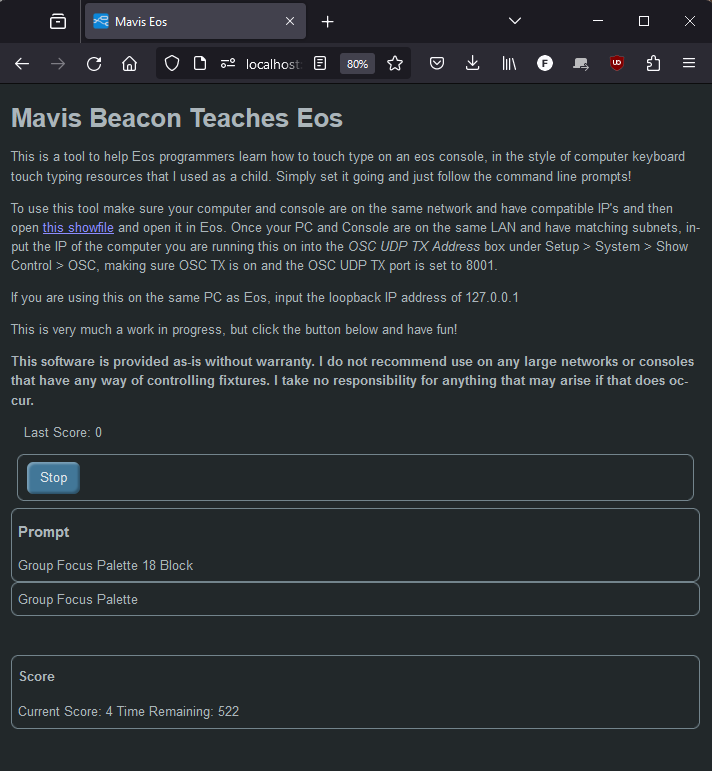 Mavis Eos
localhost:
80%
F
UD
Mavis Beacon Teaches Eos
This is a tool to help Eos programmers learn how to touch type on an eos console, in the style of computer keyboard
touch typing resources that I used as a child. Simply set it going and just follow the command line prompts!
To use this tool make sure your computer and console are on the same network and have compatible IP's and then
open this showfile and open it in Eos. Once your PC and Console are on the same LAN and have matching subnets, in-
put the IP of the computer you are running this on into the OSC UDP TX Address box under Setup > System > Show
Control > OSC, making sure OSC TX is on and the OSC UDP TX port is set to 8001.
If you are using this on the same PC as Eos, input the loopback IP address of 127.0.0.1
This is very much a work in progress, but click the button below and have fun!
This software is provided as-is without warranty. I do not recommend use on any large networks or consoles
that have any way of controlling fixtures. I take no responsibility for anything that may arise if that does oc-
cur.
Last Score: 0
Stop
Prompt
Group Focus Palette 18 Block
Group Focus Palette
Score
Current Score: 4 Time Remaining: 522